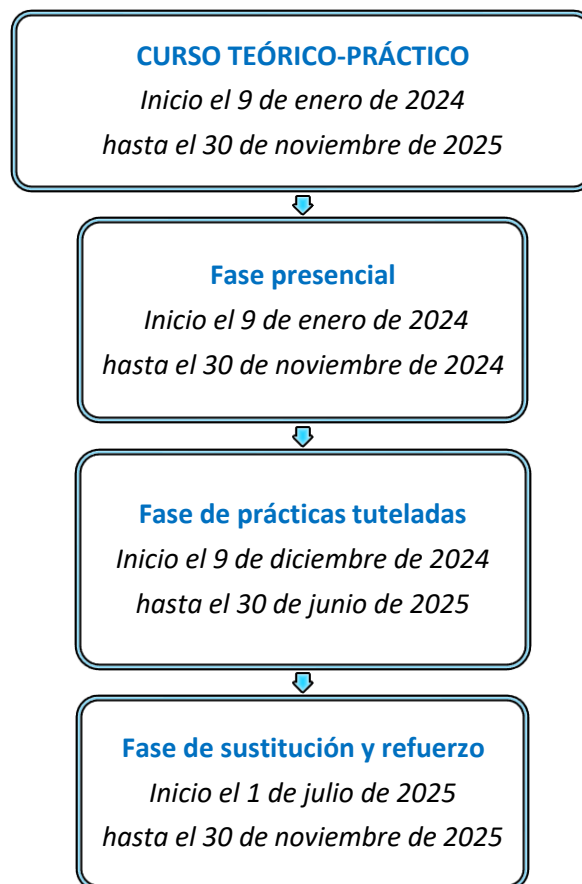 CURSO TEÓRICO-PRÁCTICO
Inicio el 9 de enero de 2024
hasta el 30 de noviembre de 2025
Fase presencial
Inicio el 9 de enero de 2024
hasta el 30 de noviembre de 2024
Fase de prácticas tuteladas
Inicio el 9 de diciembre de 2024
hasta el 30 de junio de 2025
Fase de sustitución y refuerzo
Inicio el 1 de julio de 2025
hasta el 30 de noviembre de 2025